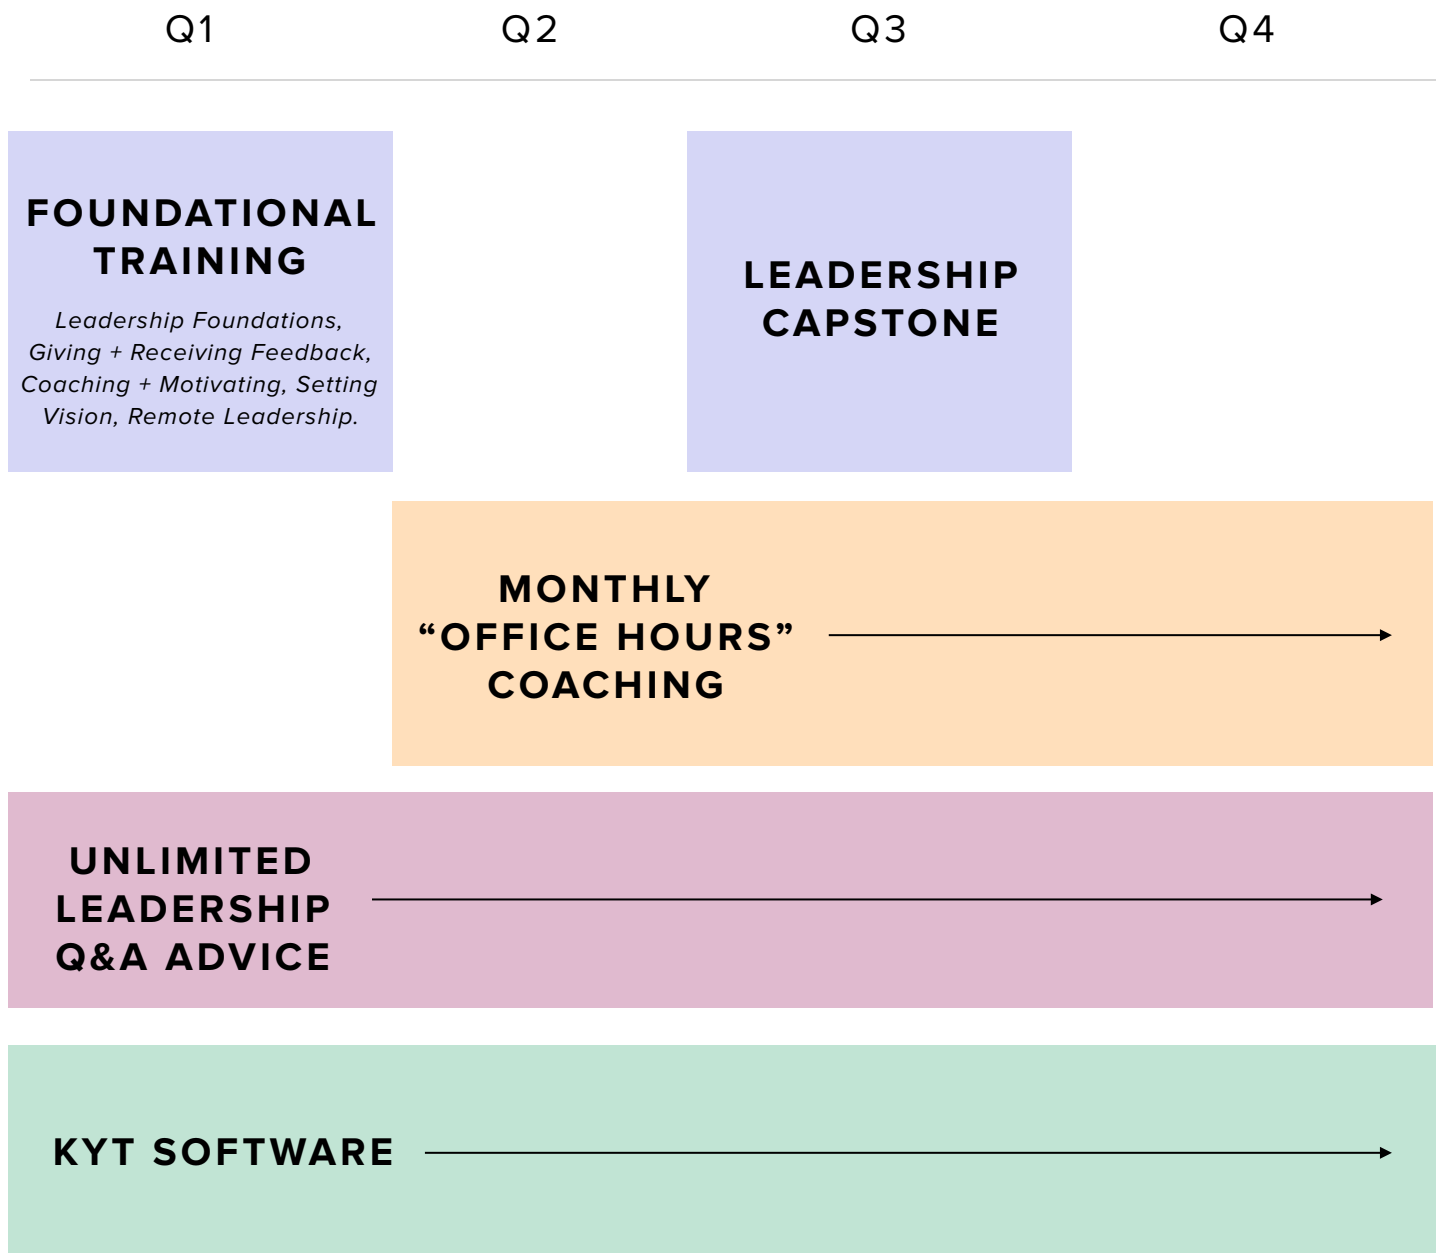 Q1 Q2 Q3 Q4
FOUNDATIONAL
TRAINING
Leadership Foundations,
Giving + Receiving Feedback,
Coaching + Motivating, Setting
Vision, Remote Leadership.
LEADERSHIP
CAPSTONE
MONTHLY
“OFFICE HOURS”
COACHING
UNLIMITED
LEADERSHIP
Q&A ADVICE
KYT SOFTWARE